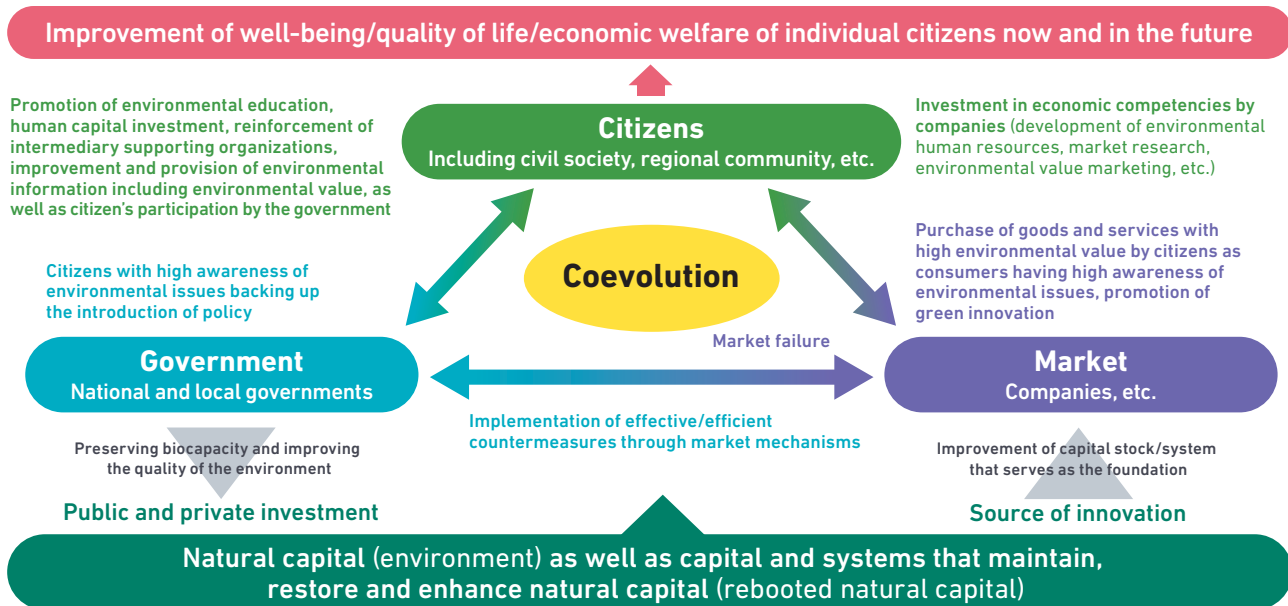 Improvement of well-being/quality of life/economic welfare of individual citizens now and in the future
Promotion of environmental education,
human capital investment, reinforcement of
intermediary supporting organizations,
improvement and provision of environmental
information including environmental value, as
well as citizen's participation by the government
Citizens
Including civil society, regional community, etc.
Investment in economic competencies by
companies (development of environmental
human resources, market research,
environmental value marketing, etc.)
Citizens with high awareness of
environmental issues backing up
the introduction of policy
Coevolution
Purchase of goods and services with
high environmental value by citizens as
consumers having high awareness of
environmental issues, promotion of
green innovation
Government
National and local governments
Market failure
Market
Companies, etc.
Implementation of effective/efficient
countermeasures through market mechanisms
Preserving biocapacity and improving
the quality of the environment
Improvement of capital stock/system
that serves as the foundation
Public and private investment
Source of innovation
Natural capital (environment) as well as capital and systems that maintain,
restore and enhance natural capital (rebooted natural capital)